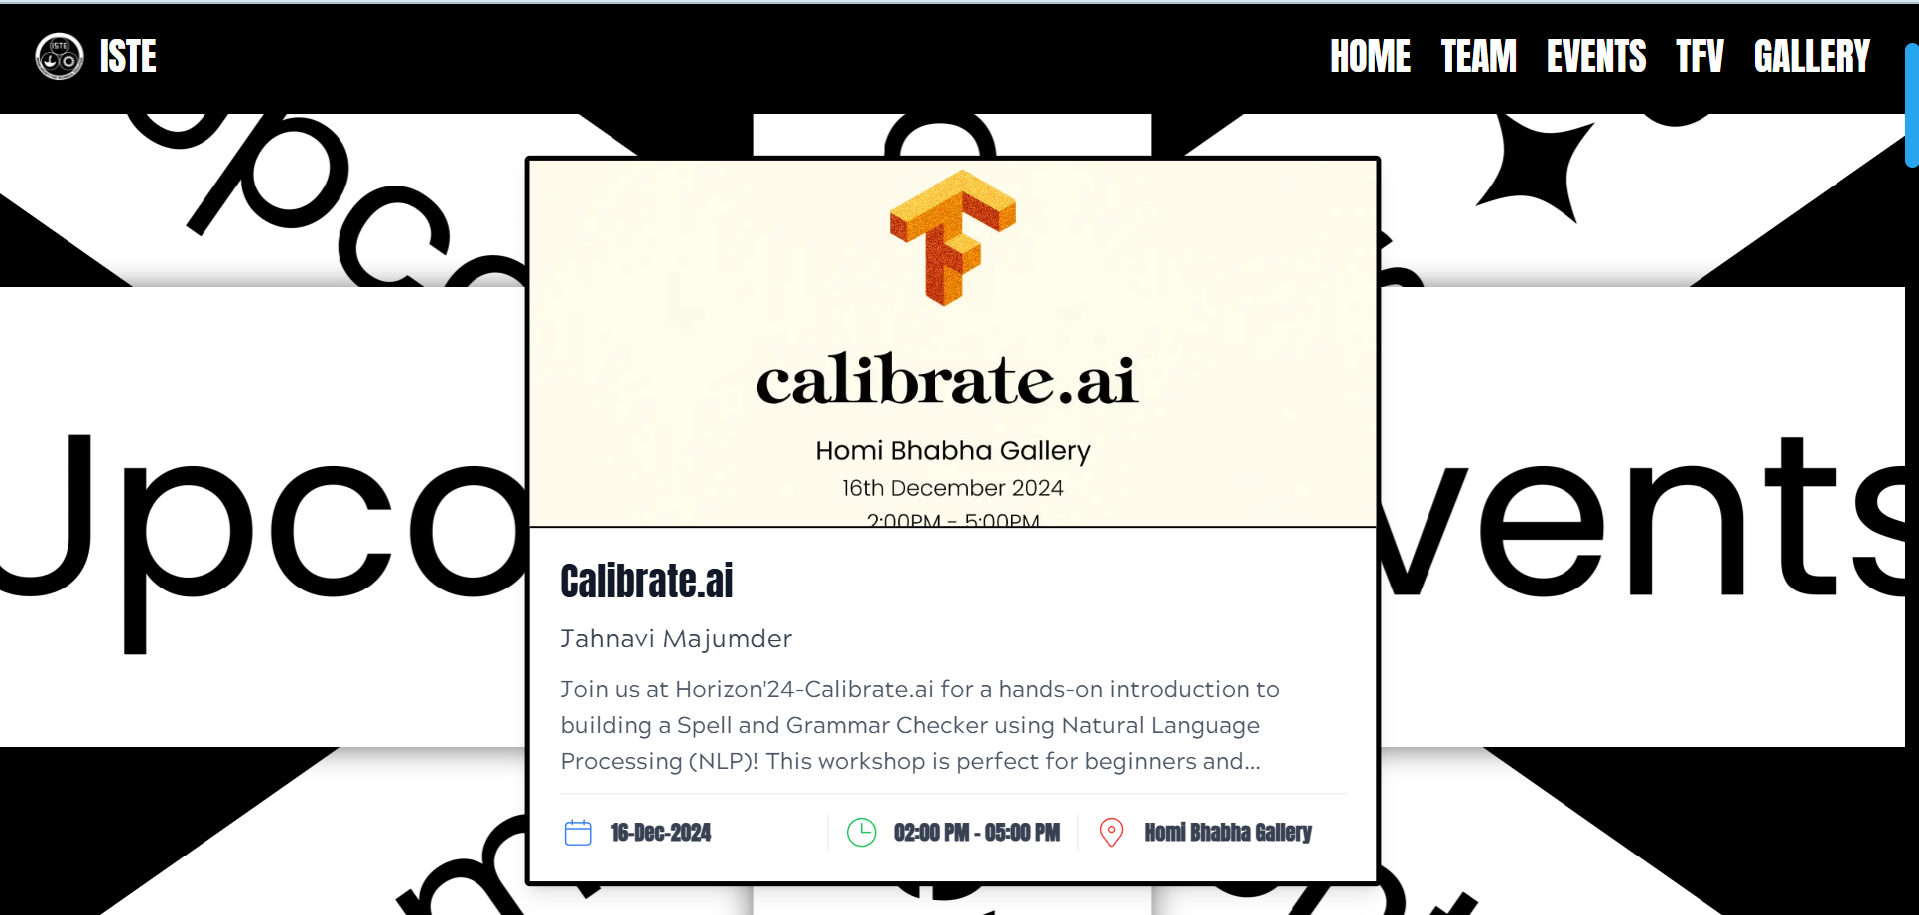 ISTE
HOME TEAM EVENTS TFV GALLERY
calibrate.ai
Homi Bhabha Gallery
16th December 2024
2:00PM - 5:00PM
Upco
vents
Calibrate.ai
Jahnavi Majumder
Join us at Horizon'24-Calibrate.ai for a hands-on introduction to
building a Spell and Grammar Checker using Natural Language
Processing (NLP)! This workshop is perfect for beginners and...
16-Dec-2024
02:00 PM - 05:00 PM
Homi Bhabha Gallery